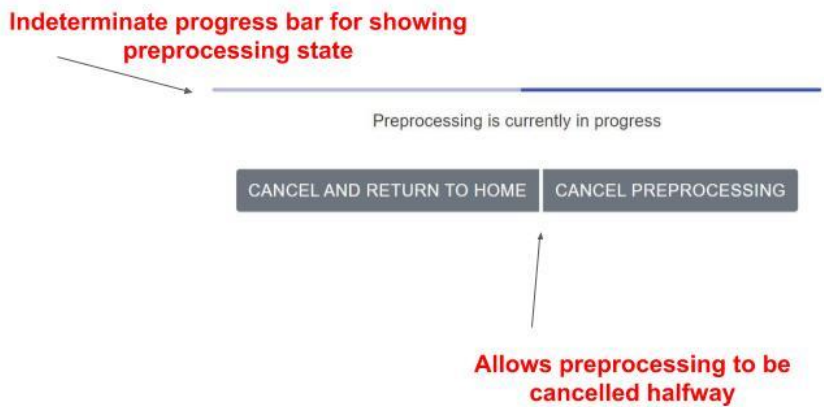 Indeterminate progress bar for showing
preprocessing state
Preprocessing is currently in progress
CANCEL AND RETURN TO HOME
CANCEL PREPROCESSING
Allows preprocessing to be
cancelled halfway